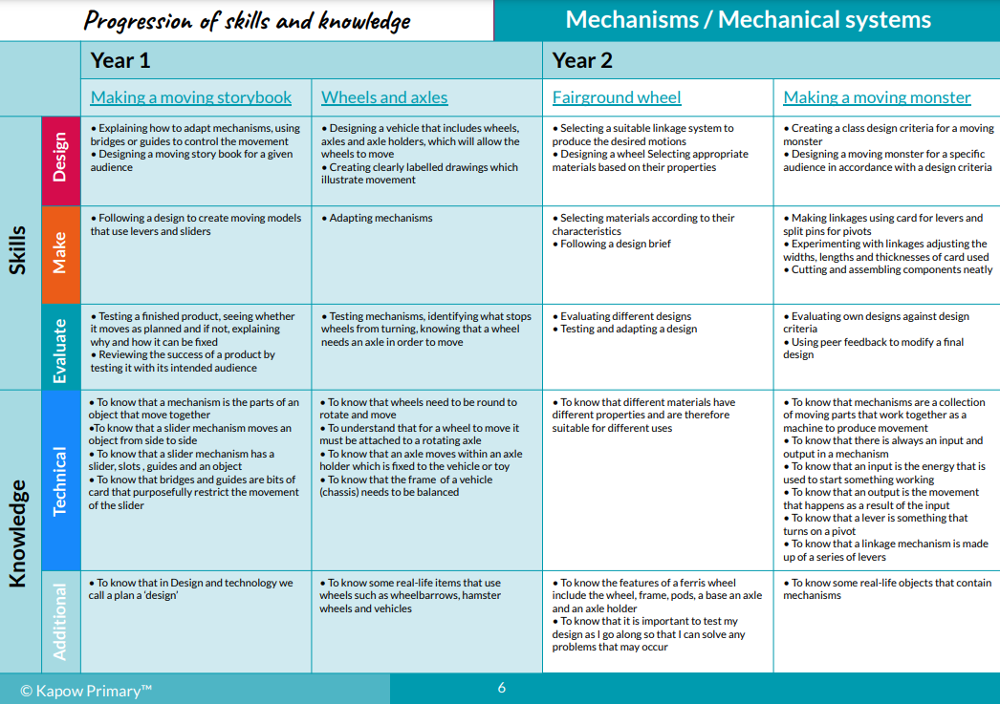 Progression of skills and knowledge
Mechanisms / Mechanical systems
Year 1
Year 2
Making a moving storybook
Wheels and axles
Fairground wheel
Making a moving monster
Skills
Design
• Explaining how to adapt mechanisms, using
bridges or guides to control the movement
• Designing a moving story book for a given
audience
• Designing a vehicle that includes wheels,
axles and axle holders, which will allow the
wheels to move
• Creating clearly labelled drawings which
illustrate movement
• Selecting a suitable linkage system to
produce the desired motions
• Designing a wheel Selecting appropriate
materials based on their properties
• Creating a class design criteria for a moving
monster
• Designing a moving monster for a specific
audience in accordance with a design criteria
Make
• Following a design to create moving models
that use levers and sliders
• Adapting mechanisms
• Selecting materials according to their
characteristics
• Following a design brief
• Making linkages using card for levers and
split pins for pivots
• Experimenting with linkages adjusting the
widths, lengths and thicknesses of card used
• Cutting and assembling components neatly
Evaluate
• Testing a finished product, seeing whether
it moves as planned and if not, explaining
why and how it can be fixed
• Reviewing the success of a product by
testing it with its intended audience
• Testing mechanisms, identifying what stops
wheels from turning, knowing that a wheel
needs an axle in order to move
• Evaluating different designs
• Testing and adapting a design
• Evaluating own designs against design
criteria
• Using peer feedback to modify a final
design
Knowledge
Technical
• To know that a mechanism is the parts of an
object that move together
•To know that a slider mechanism moves an
object from side to side
• To know that a slider mechanism has a
slider, slots , guides and an object
• To know that bridges and guides are bits of
card that purposefully restrict the movement
of the slider
• To know that wheels need to be round to
rotate and move
• To understand that for a wheel to move it
must be attached to a rotating axle
• To know that an axle moves within an axle
holder which is fixed to the vehicle or toy
• To know that the frame of a vehicle
(chassis) needs to be balanced
• To know that different materials have
different properties and are therefore
suitable for different uses
• To know that mechanisms are a collection
of moving parts that work together as a
machine to produce movement
• To know that there is always an input and
output in a mechanism
• To know that an input is the energy that is
used to start something working
• To know that an output is the movement
that happens as a result of the input
• To know that a lever is something that
turns on a pivot
• To know that a linkage mechanism is made
up of a series of levers
Additional
• To know that in Design and technology we
call a plan a ‘design’
• To know some real-life items that use
wheels such as wheelbarrows, hamster
wheels and vehicles
• To know the features of a ferris wheel
include the wheel, frame, pods, a base an axle
and an axle holder
• To know that it is important to test my
design as I go along so that I can solve any
problems that may occur
• To know some real-life objects that contain
mechanisms
© Kapow Primary™
6